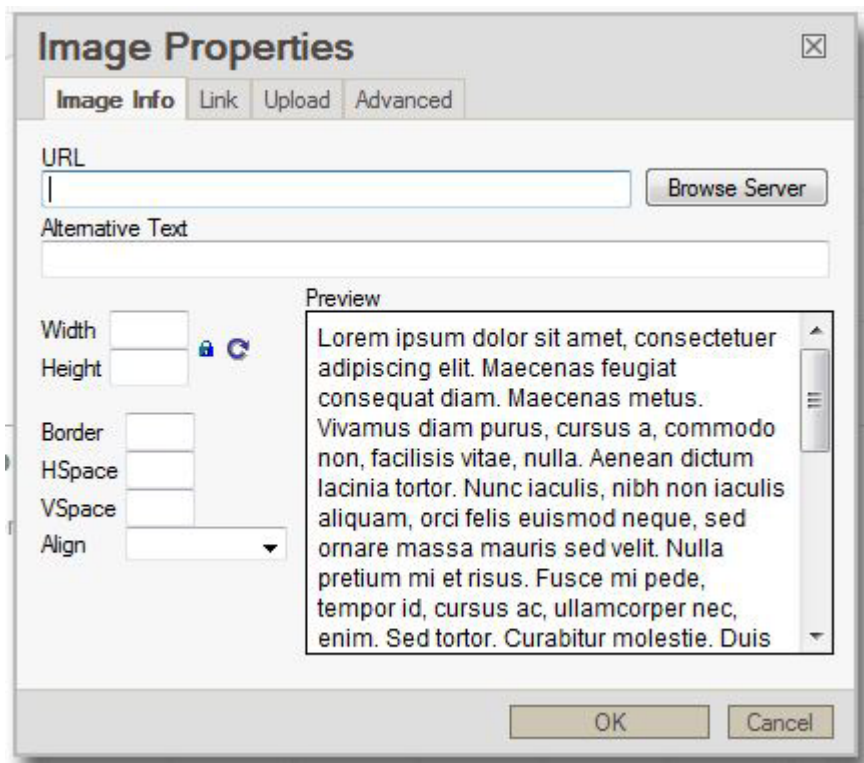 Image Properties
Image Info Link Upload Advanced
URL
Browse Server
Alternative Text
Preview
Width
Height
Border
HSpace
VSpace
Align
Lorem ipsum dolor sit amet, consectetuer
adipiscing elit. Maecenas feugiat
consequat diam. Maecenas metus.
Vivamus diam purus, cursus a, commodo
non, facilisis vitae, nulla. Aenean dictum
lacinia tortor. Nunc iaculis, nibh non iaculis
aliquam, orci felis euismod neque, sed
ornare massa mauris sed velit. Nulla
pretium mi et risus. Fusce mi pede,
tempor id, cursus ac, ullamcorper nec,
enim. Sed tortor. Curabitur molestie. Duis
OK Cancel